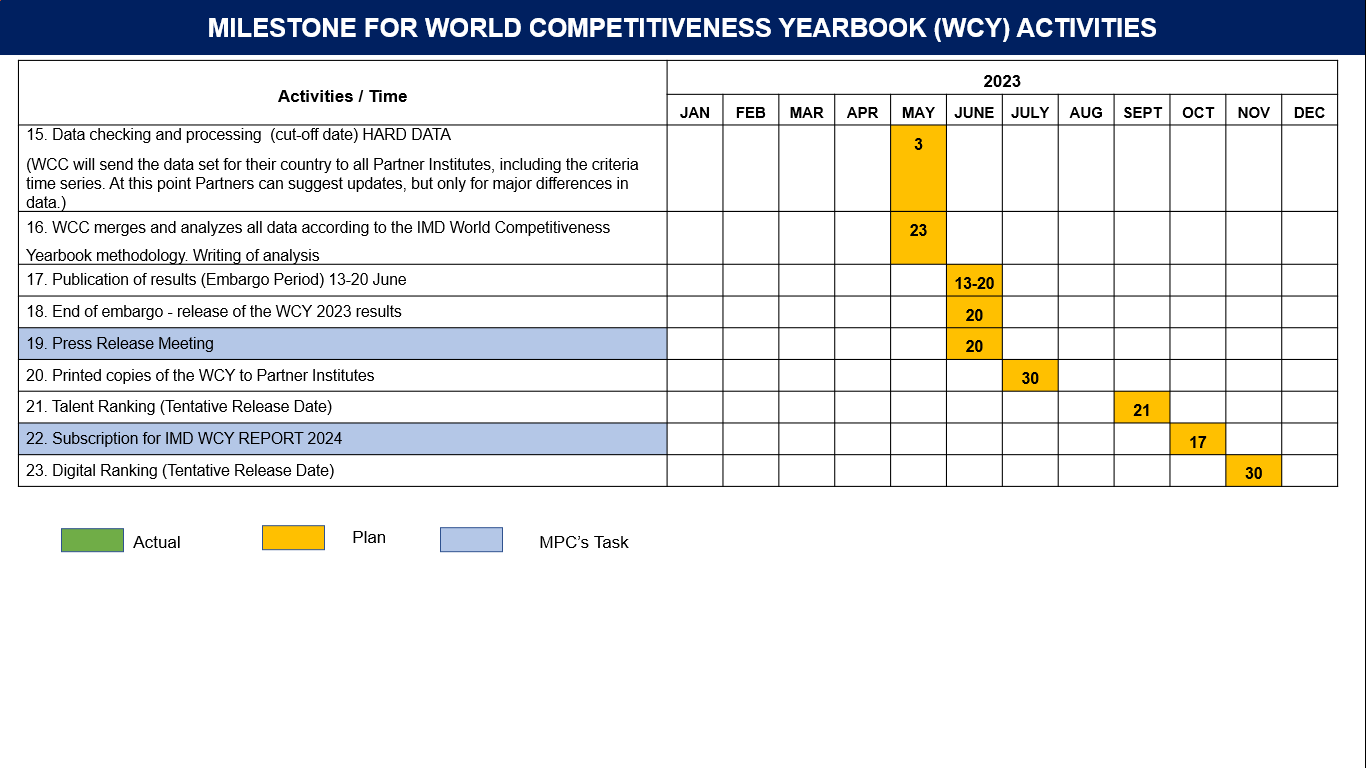 MILESTONE FOR WORLD COMPETITIVENESS YEARBOOK (WCY) ACTIVITIES
Activities / Time
2023
JAN FEB MAR APR MAY JUNE JULY AUG SEPT OCT NOV DEC
15. Data checking and processing (cut-off date) HARD DATA
3
(WCC will send the data set for their country to all Partner Institutes, including the criteria
time series. At this point Partners can suggest updates, but only for major differences in
data.)
16. WCC merges and analyzes all data according to the IMD World Competitiveness
23
Yearbook methodology. Writing of analysis
17. Publication of results (Embargo Period) 13-20 June
13-20
18. End of embargo - release of the WCY 2023 results
20
19. Press Release Meeting
20
20. Printed copies of the WCY to Partner Institutes
30
21. Talent Ranking (Tentative Release Date)
21
22. Subscription for IMD WCY REPORT 2024
17
23. Digital Ranking (Tentative Release Date)
30
Actual
Plan
MPC’s Task